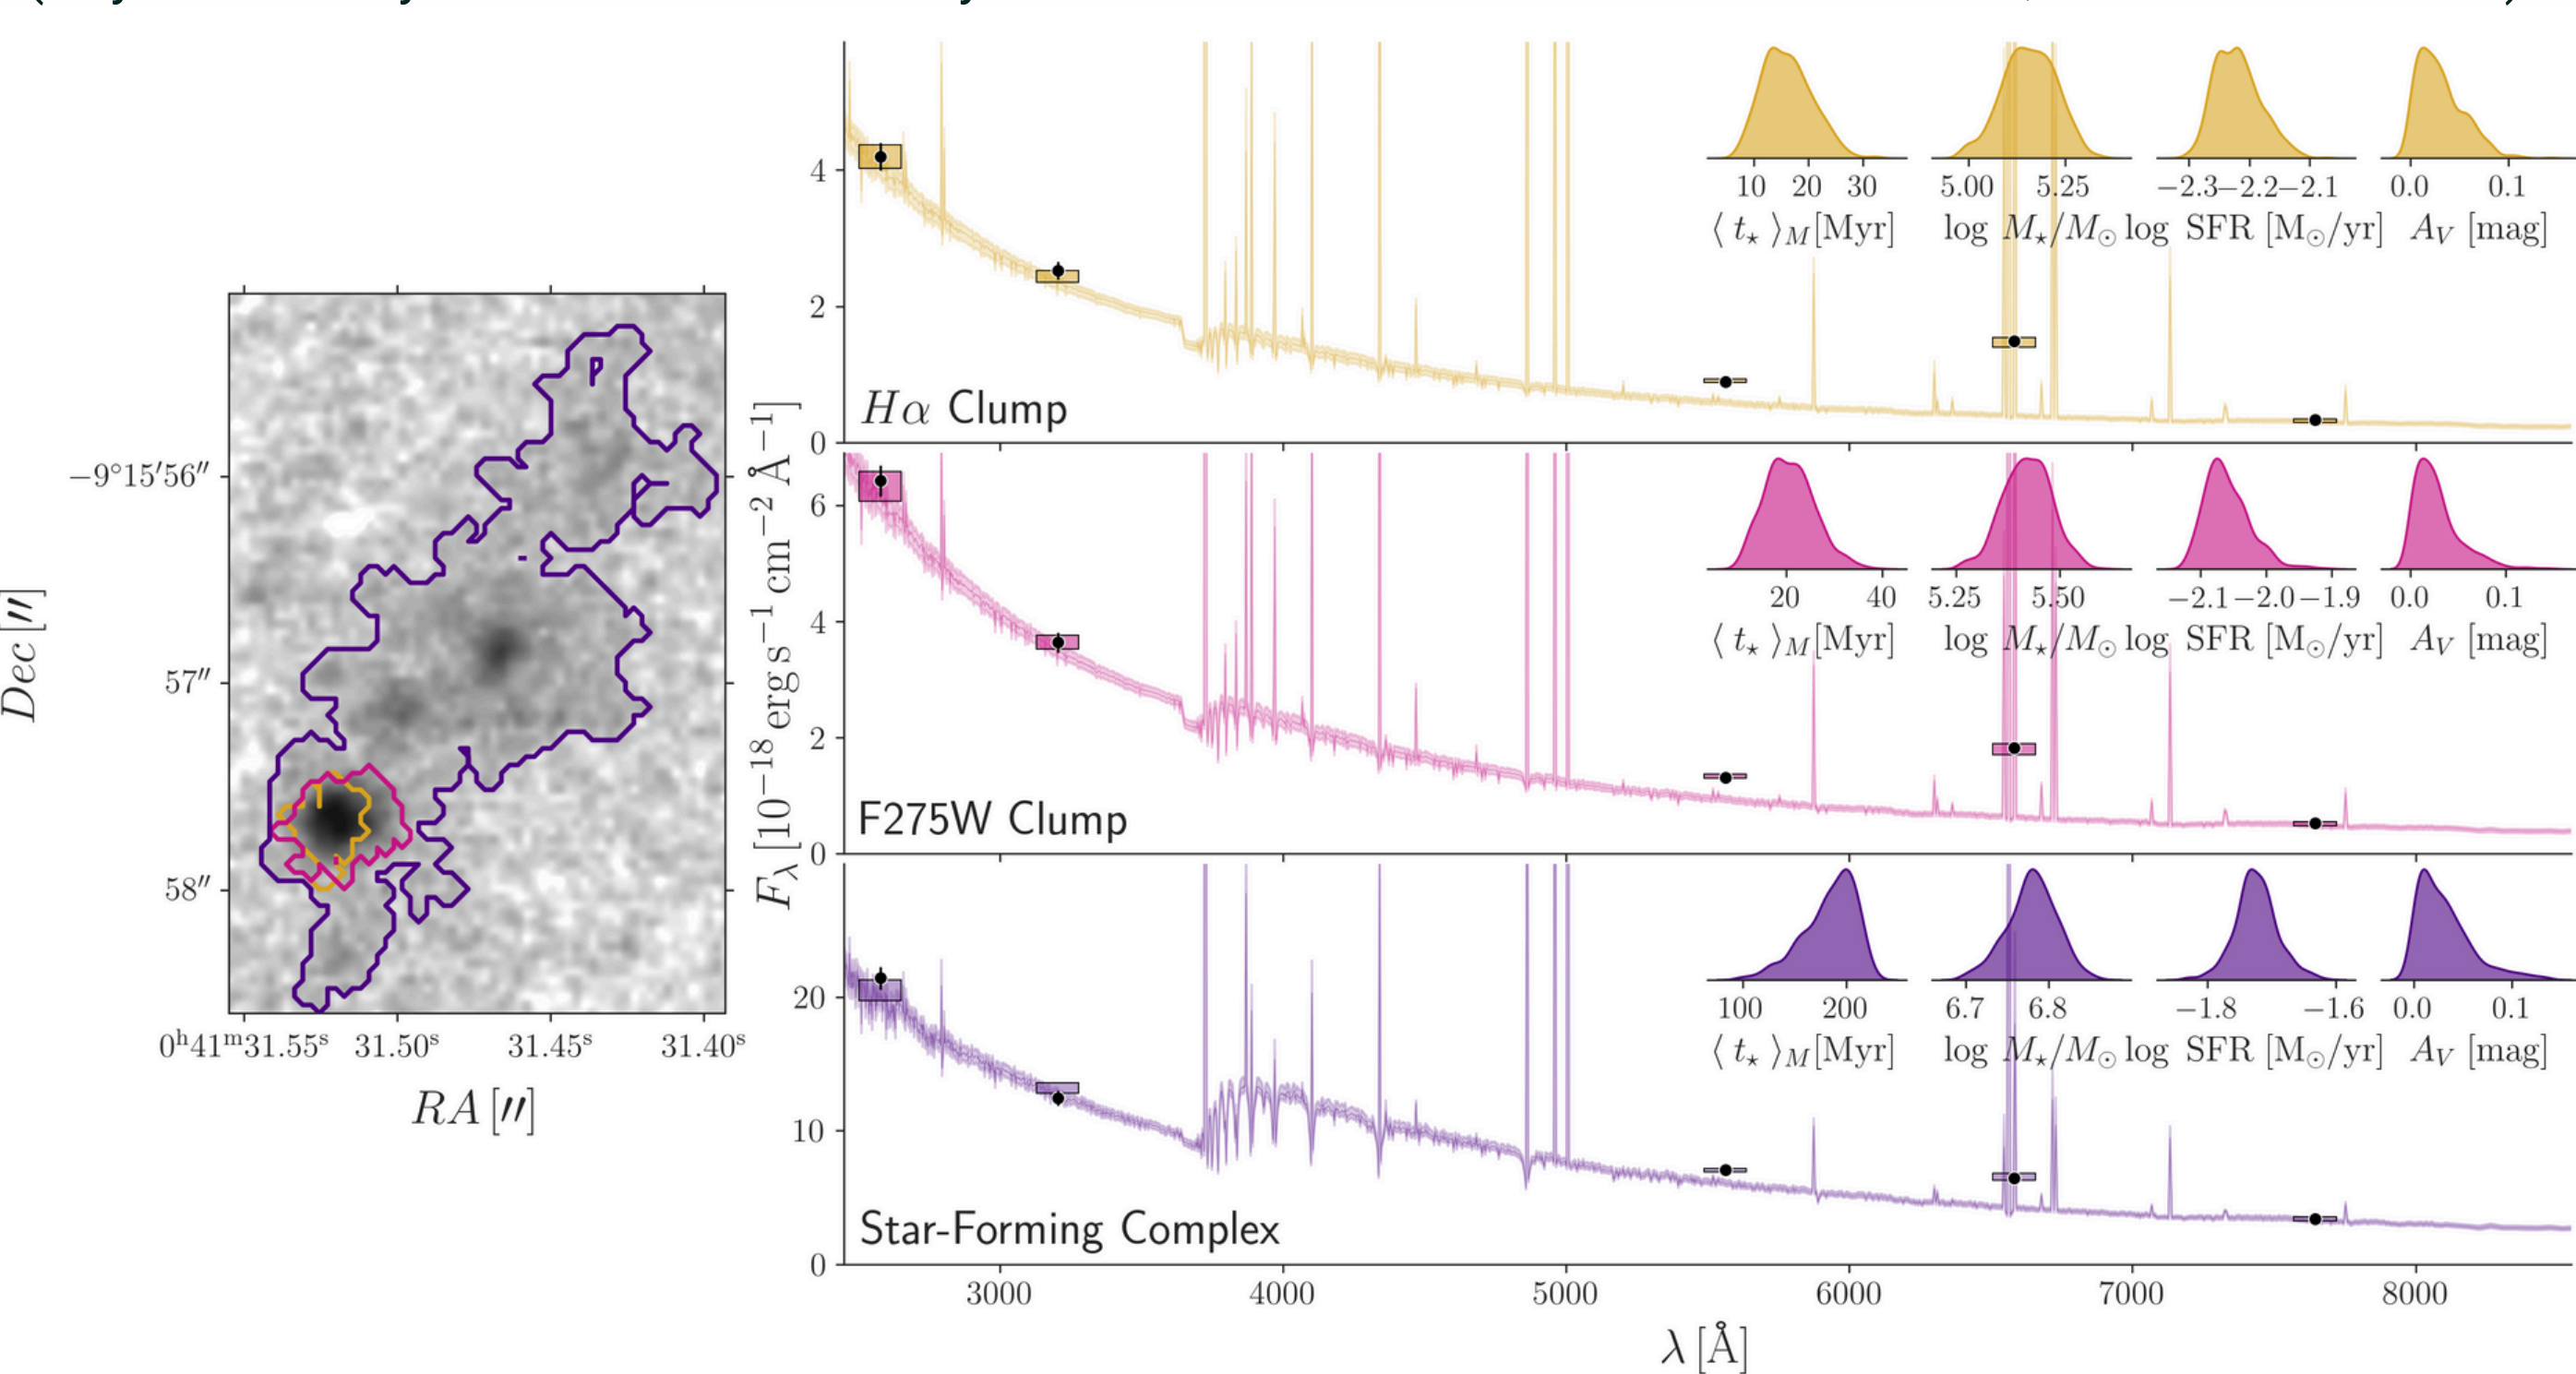 10 20 30
5.00 5.25
−2.3 −2.2 −2.1
0.0 0.1
⟨ t⋆ ⟩M [Myr]
log M⋆/M⊙
log SFR [M⊙/yr]
AV [mag]
4
2
0
Hα Clump
20 40
5.25 5.50
−2.1 −2.0 −1.9
0.0 0.1
⟨ t⋆ ⟩M [Myr]
log M⋆/M⊙
log SFR [M⊙/yr]
AV [mag]
6
4
2
0
F275W Clump
100 200
6.7 6.8
−1.8 −1.6
0.0 0.1
⟨ t⋆ ⟩M [Myr]
log M⋆/M⊙
log SFR [M⊙/yr]
AV [mag]
20
10
0
Star-Forming Complex
3000 4000 5000 6000 7000 8000
λ [Å]
Fλ [10−18 erg s−1 cm−2 Å−1]
−9°15′56″
57″
58″
Dec [″]
0h41m31.55s 31.50s 31.45s 31.40s
RA [″]